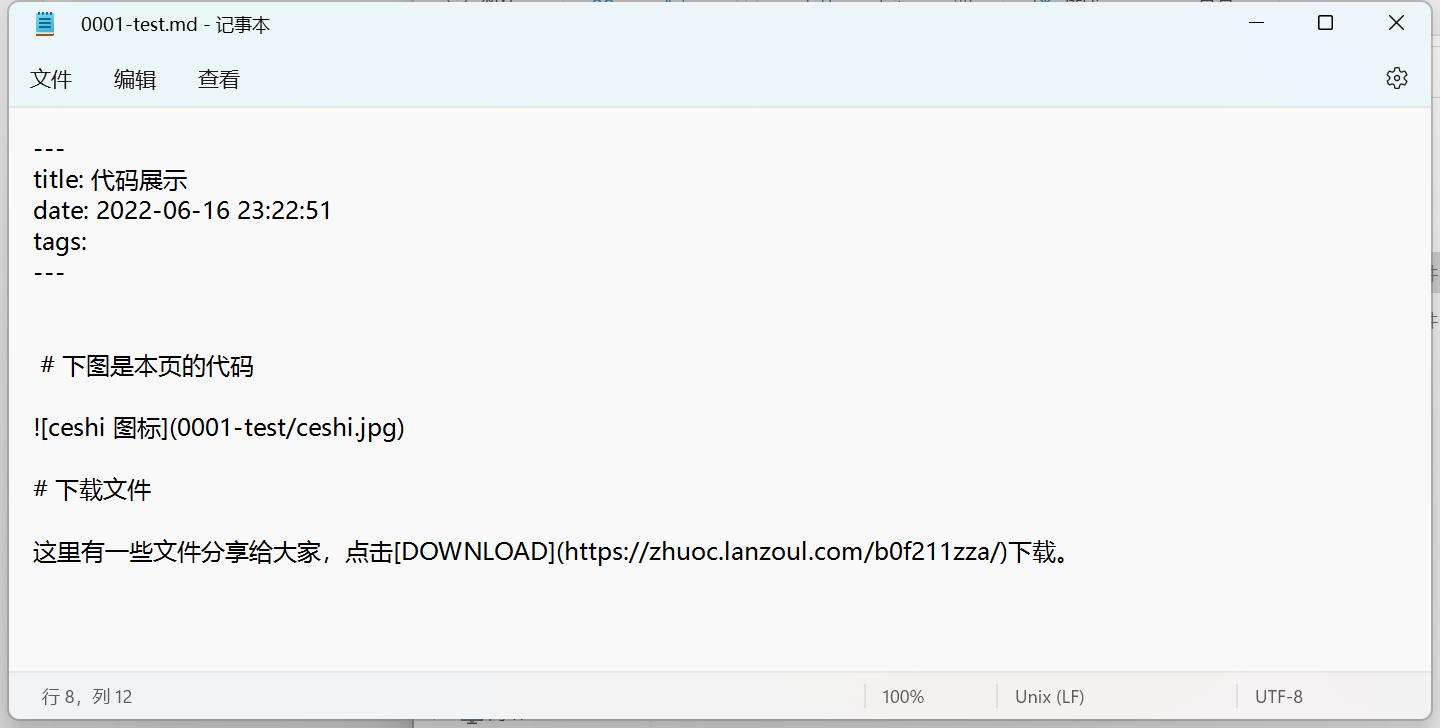 0001-test.md - 记事本
文件 编辑 查看
---
title: 代码展示
date: 2022-06-16 23:22:51
tags:
---
# 下图是本页的代码
![ceshi 图标](0001-test/ceshi.jpg)
# 下载文件
这里有一些文件分享给大家，点击[DOWNLOAD](https://zhuoc.lanzoul.com/b0f211zza/)下载。
行 8，列 12 100% Unix (LF) UTF-8